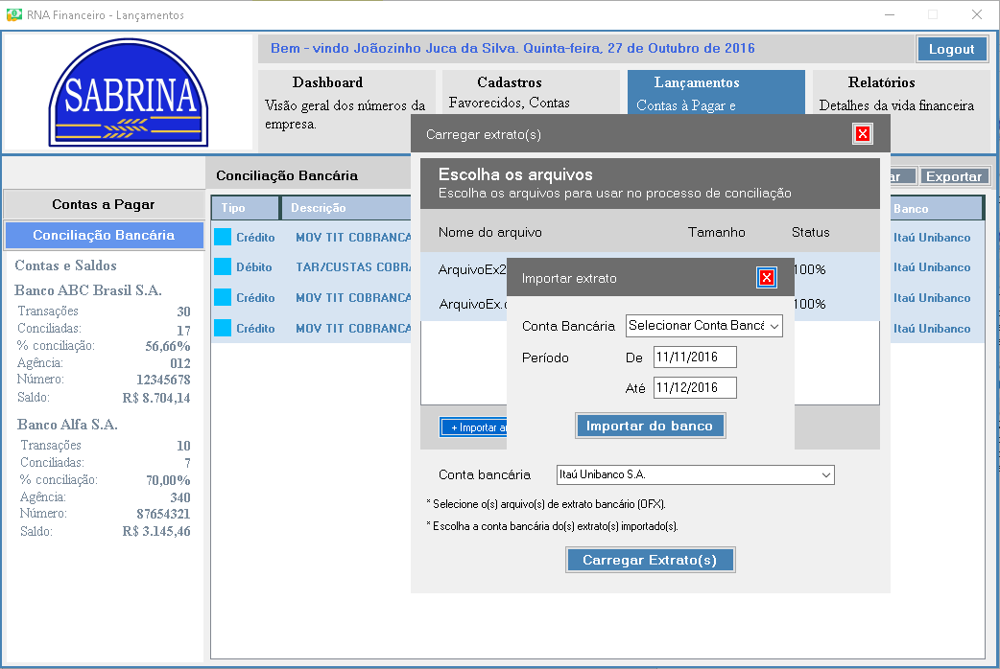 RNA Financeiro - Lançamentos
SABRINA
Bem - vindo Joãozinho Juca da Silva. Quinta-feira, 27 de Outubro de 2016
Logout
Dashboard
Visão geral dos números da
empresa.
Cadastros
Favorecidos, Contas
Lançamentos
Contas à Pagar e
Relatórios
Detalhes da vida financeira
Contas a Pagar
Conciliação Bancária
Contas e Saldos
Banco ABC Brasil S.A.
Transações 30
Conciliadas: 17
% conciliação: 56,66%
Agência: 012
Número: 12345678
Saldo: R$ 8.704,14
Banco Alfa S.A.
Transações 10
Conciliadas: 7
% conciliação: 70,00%
Agência: 340
Número: 87654321
Saldo: R$ 3.145,46
Conciliação Bancária
ar Exportar
Tipo Descrição Banco
Crédito MOV TIT COBRANCA Itaú Unibanco
Débito TAR/CUSTAS COBRA Itaú Unibanco
Crédito MOV TIT COBRANCA Itaú Unibanco
Crédito MOV TIT COBRANCA Itaú Unibanco
Carregar extrato(s)
X
Escolha os arquivos
Escolha os arquivos para usar no processo de conciliação
Nome do arquivo Tamanho Status
ArquivoEx2 100%
ArquivoEx.o 100%
+ Importar ar
Importar extrato
X
Conta Bancária Selecionar Conta Bancá
Período De 11/11/2016
Até 11/12/2016
Importar do banco
Conta bancária Itaú Unibanco S.A.
* Selecione o(s) arquivo(s) de extrato bancário (OFX).
* Escolha a conta bancária do(s) extrato(s) importado(s).
Carregar Extrato(s)